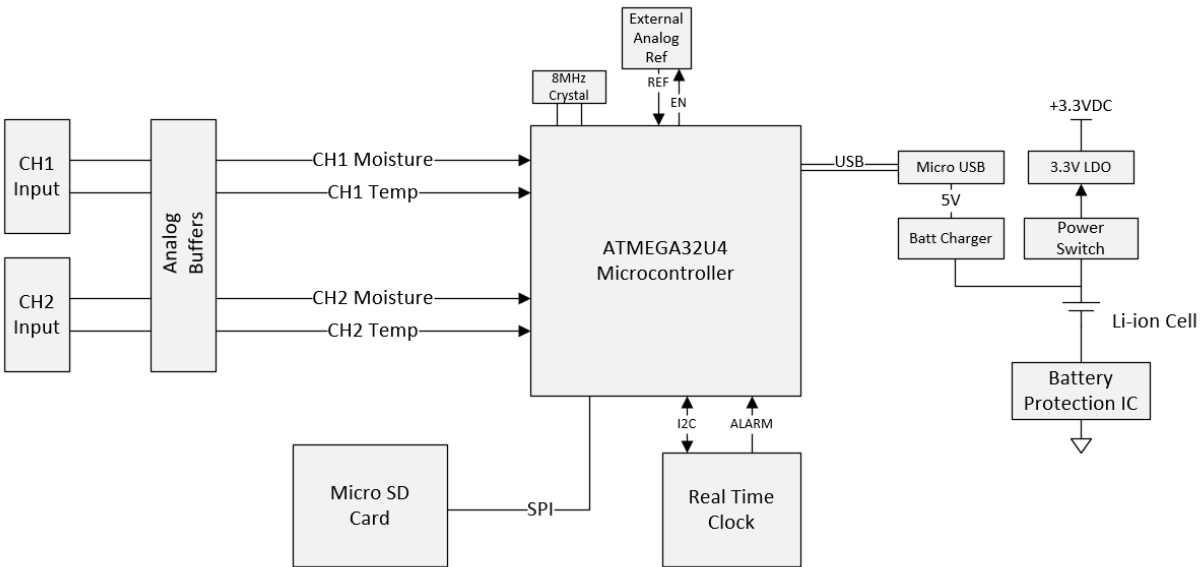 External
Analog
Ref
8MHz
Crystal
REF
EN
+3.3VDC
CH1
Input
Analog
Buffers
CH1 Moisture
CH1 Temp
USB
Micro USB
3.3V LDO
5V
Batt Charger
Power
Switch
ATMEGA32U4
Microcontroller
CH2
Input
CH2 Moisture
CH2 Temp
Li-ion Cell
Battery
Protection IC
I2C
ALARM
Micro SD
Card
SPI
Real Time
Clock